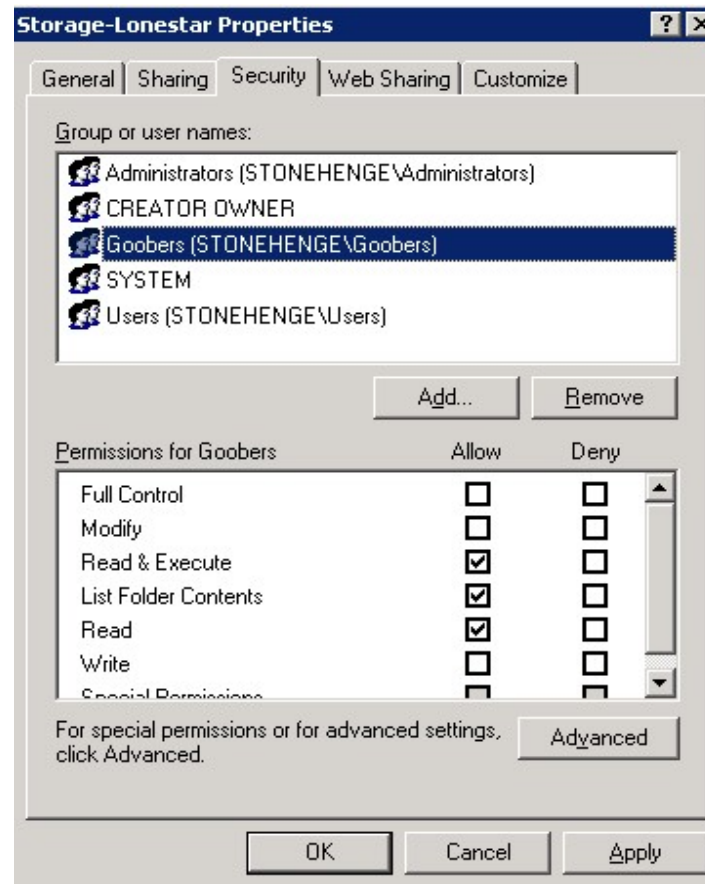 Storage-Lonestar Properties
General Sharing Security Web Sharing Customize
Group or user names:
Administrators (STONEHENGE\Administrators)
CREATOR OWNER
Goobers (STONEHENGE\Goobers)
SYSTEM
Users (STONEHENGE\Users)
Add... Remove
Permissions for Goobers Allow Deny
Full Control
Modify
Read & Execute
List Folder Contents
Read
Write
Special Permissions
For special permissions or for advanced settings,
click Advanced.
Advanced
OK Cancel Apply